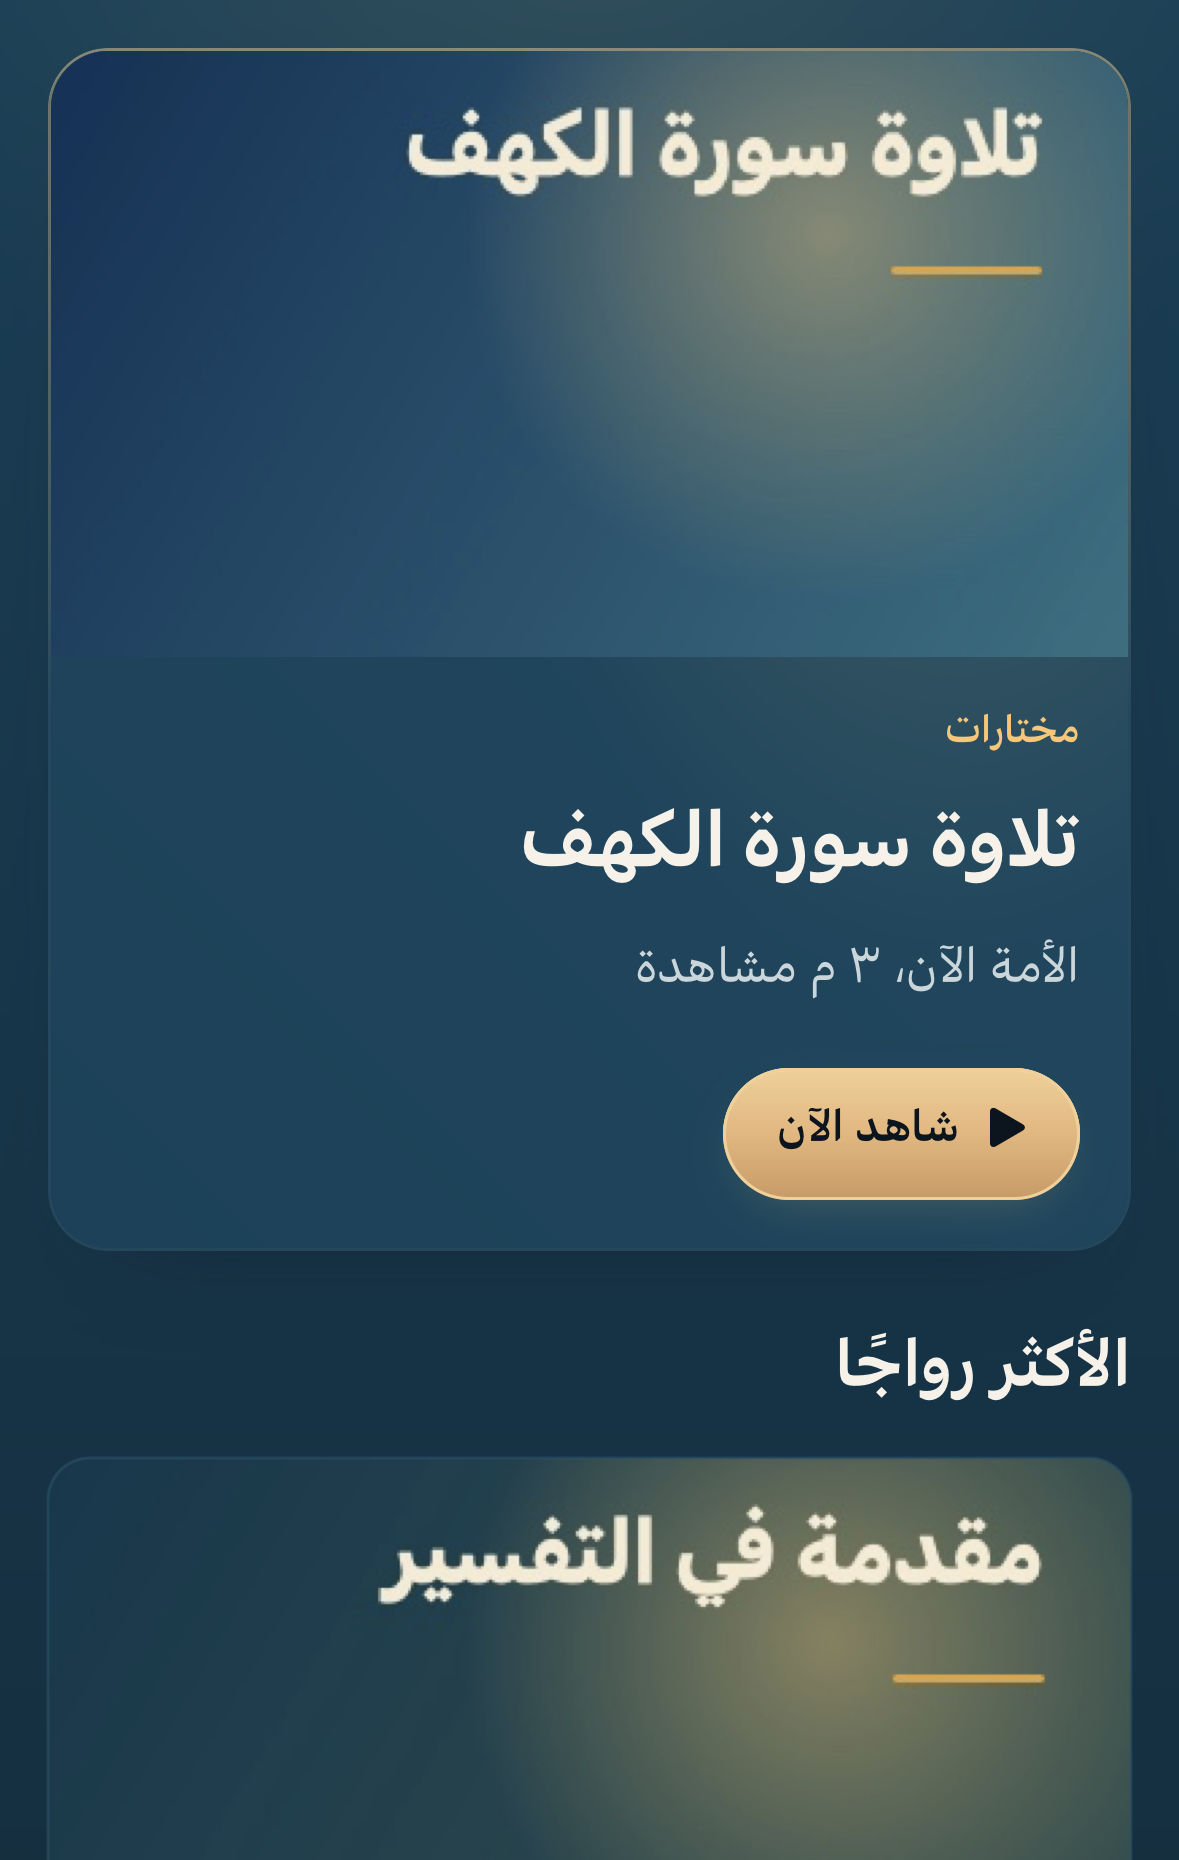 تلاوة سورة الكهف
مختارات
تلاوة سورة الكهف
الأمة الآن، ٣ م مشاهدة
شاهد الآن
الأكثر رواجًا
مقدمة في التفسير